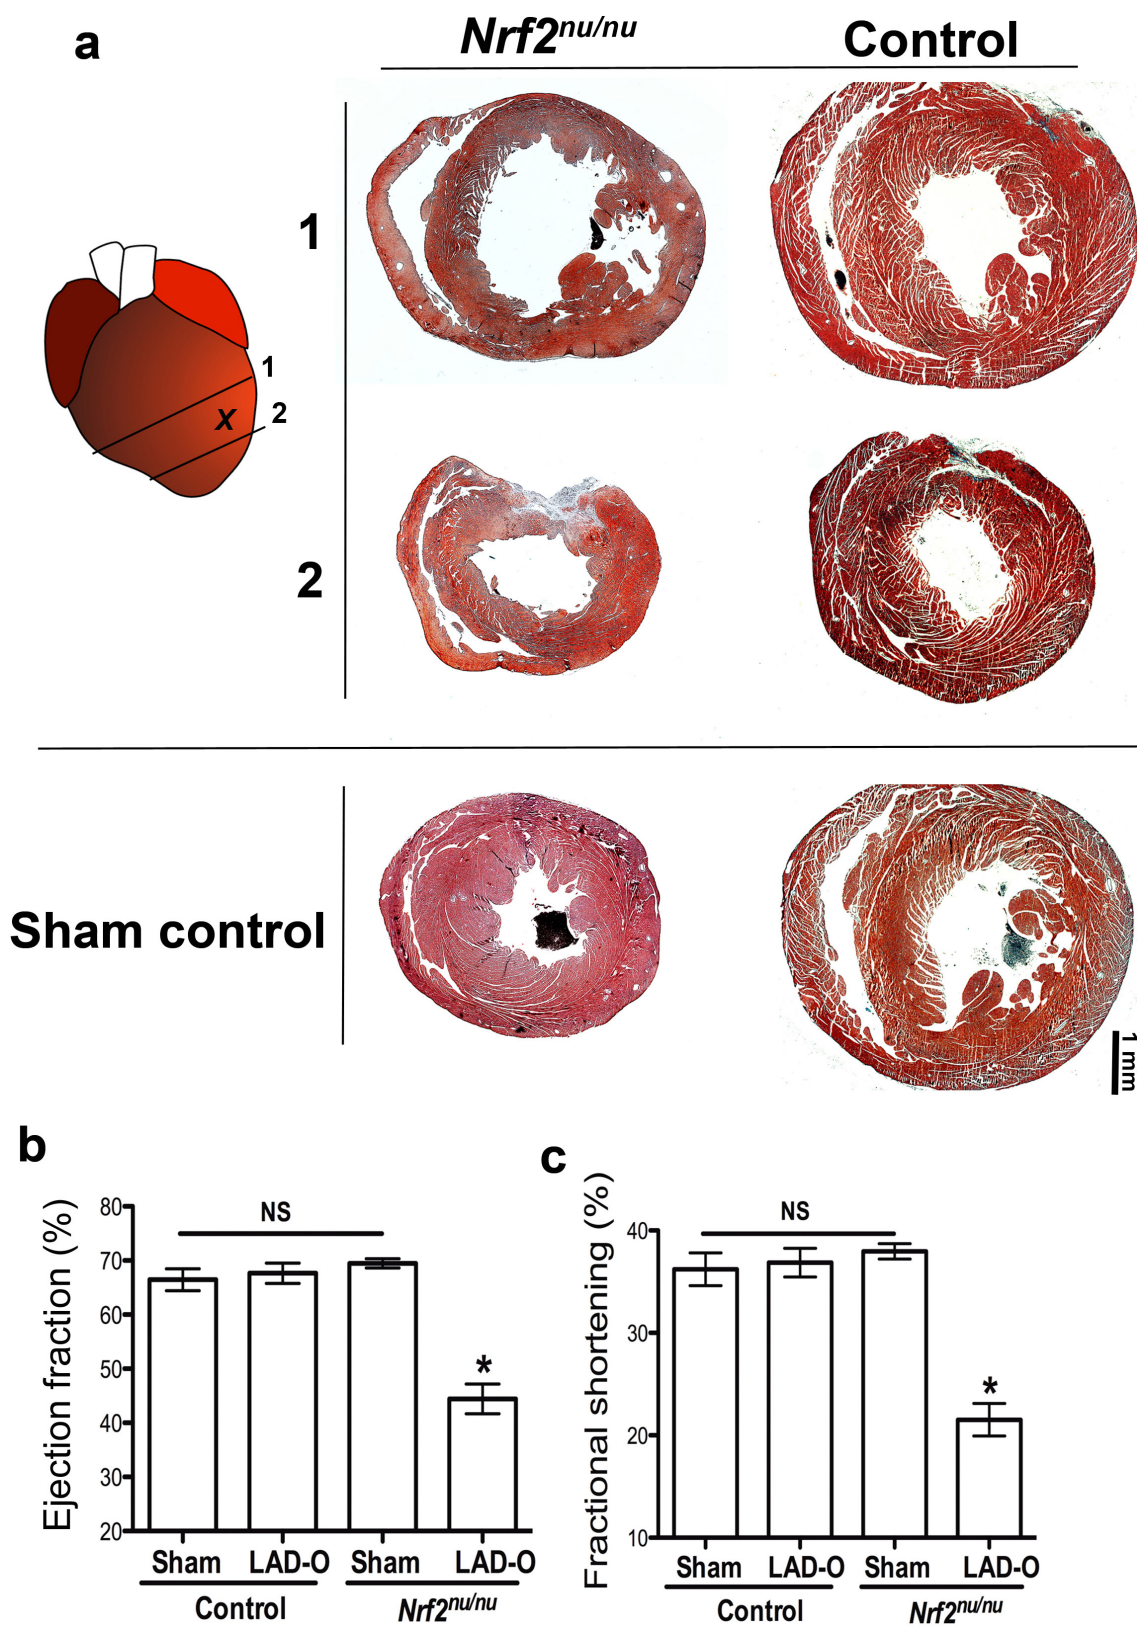 a
Nrf2nu/nu Control
1
1
2
x
2
Sham control
1 mm
b
Ejection fraction (%)
80
70
60
50
40
30
20
NS
*
Sham LAD-O Sham LAD-O
Control Nrf2nu/nu
c
Fractional shortening (%)
40
30
20
10
NS
*
Sham LAD-O Sham LAD-O
Control Nrf2nu/nu